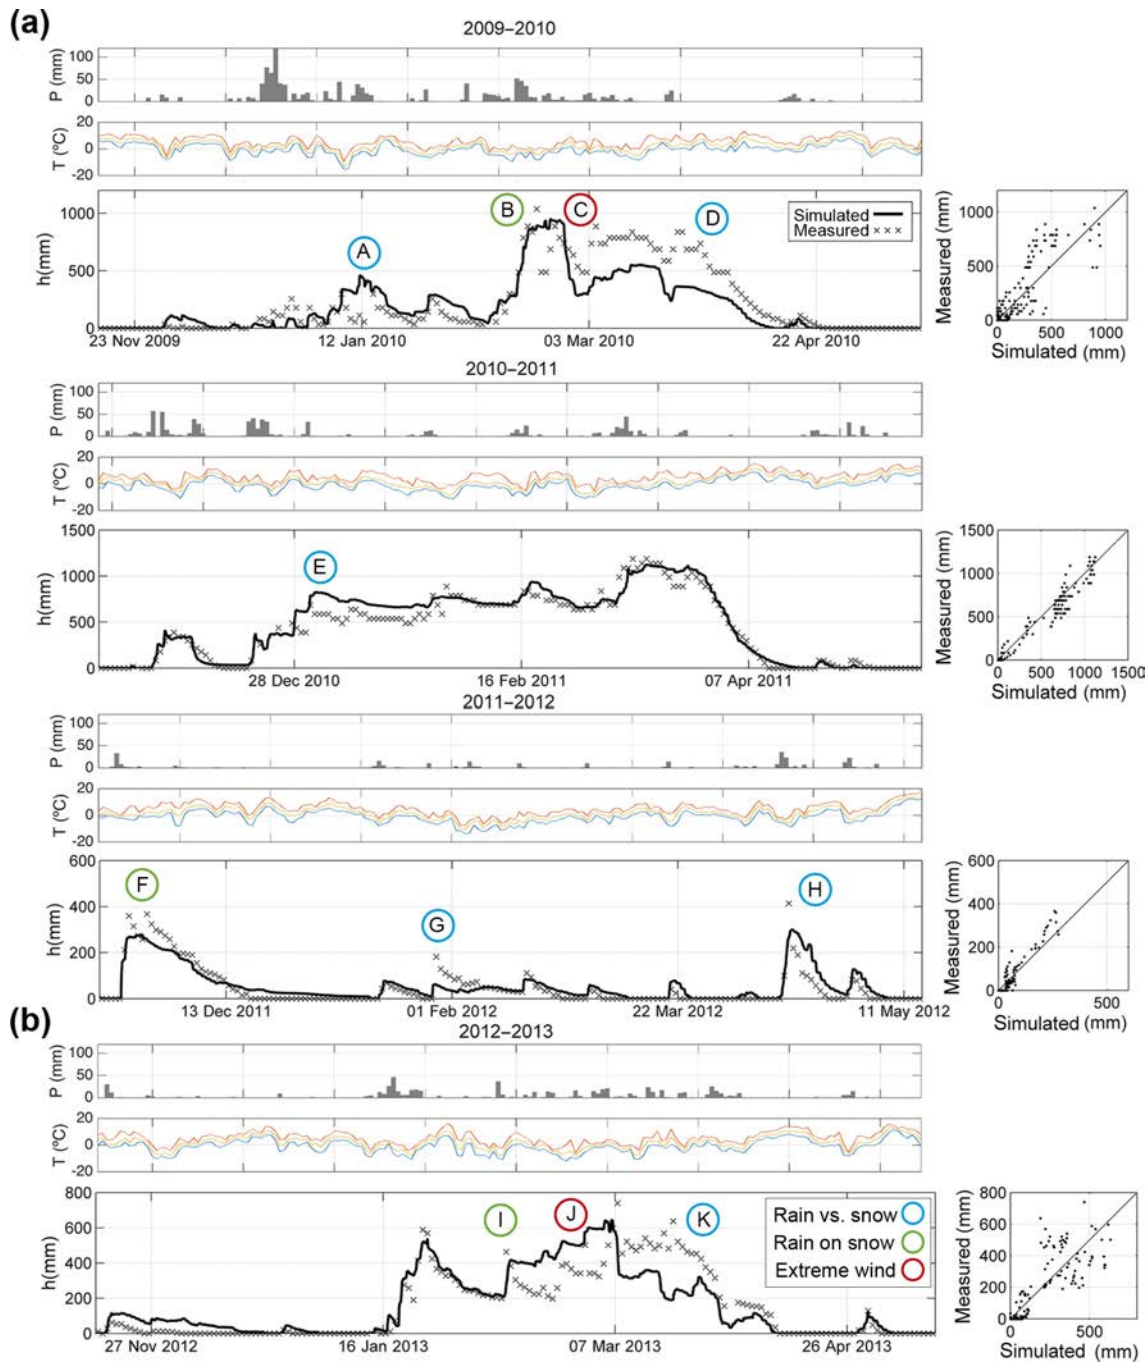 (a)
2009–2010
P (mm)
100
50
0
T (ºC)
20
0
-20
h(mm)
1000
500
0
A
B
C
D
Simulated
Measured
23 Nov 2009
12 Jan 2010
03 Mar 2010
22 Apr 2010
Measured (mm)
1000
500
0
0
500
1000
Simulated (mm)
2010–2011
P (mm)
100
50
0
T (ºC)
20
0
-20
h(mm)
1500
1000
500
0
E
28 Dec 2010
16 Feb 2011
07 Apr 2011
Measured (mm)
1500
1000
500
0
0
500
1000
1500
Simulated (mm)
2011–2012
P (mm)
100
50
0
T (ºC)
20
0
-20
h(mm)
600
400
200
0
F
G
H
13 Dec 2011
01 Feb 2012
22 Mar 2012
11 May 2012
Measured (mm)
600
400
200
0
0
500
Simulated (mm)
(b)
2012–2013
P (mm)
100
50
0
T (ºC)
20
0
-20
h(mm)
800
600
400
200
0
I
J
K
Rain vs. snow
Rain on snow
Extreme wind
27 Nov 2012
16 Jan 2013
07 Mar 2013
26 Apr 2013
Measured (mm)
800
600
400
200
0
0
500
Simulated (mm)